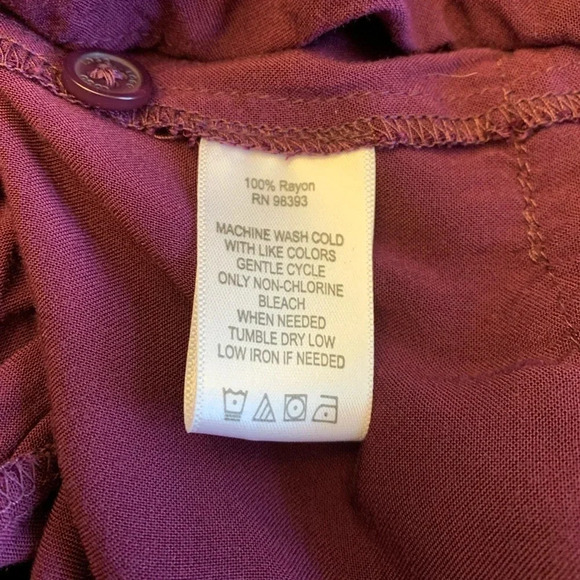 100% Rayon
RN 98393
MACHINE WASH COLD
WITH LIKE COLORS
GENTLE CYCLE
ONLY NON-CHLORINE
BLEACH
WHEN NEEDED
TUMBLE DRY LOW
LOW IRON IF NEEDED